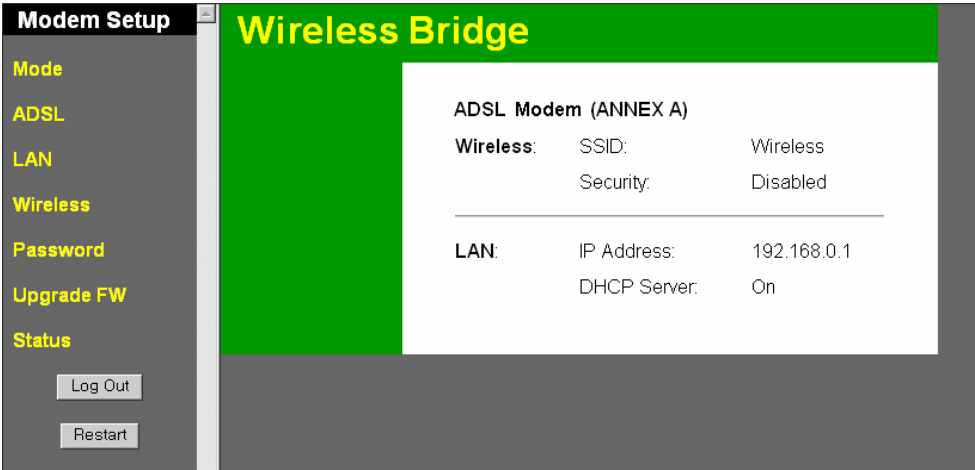 Modem Setup
Mode
ADSL
LAN
Wireless
Password
Upgrade FW
Status
Log Out
Restart
Wireless Bridge
ADSL Modem (ANNEX A)
Wireless: SSID: Wireless
Security: Disabled
LAN: IP Address: 192.168.0.1
DHCP Server: On